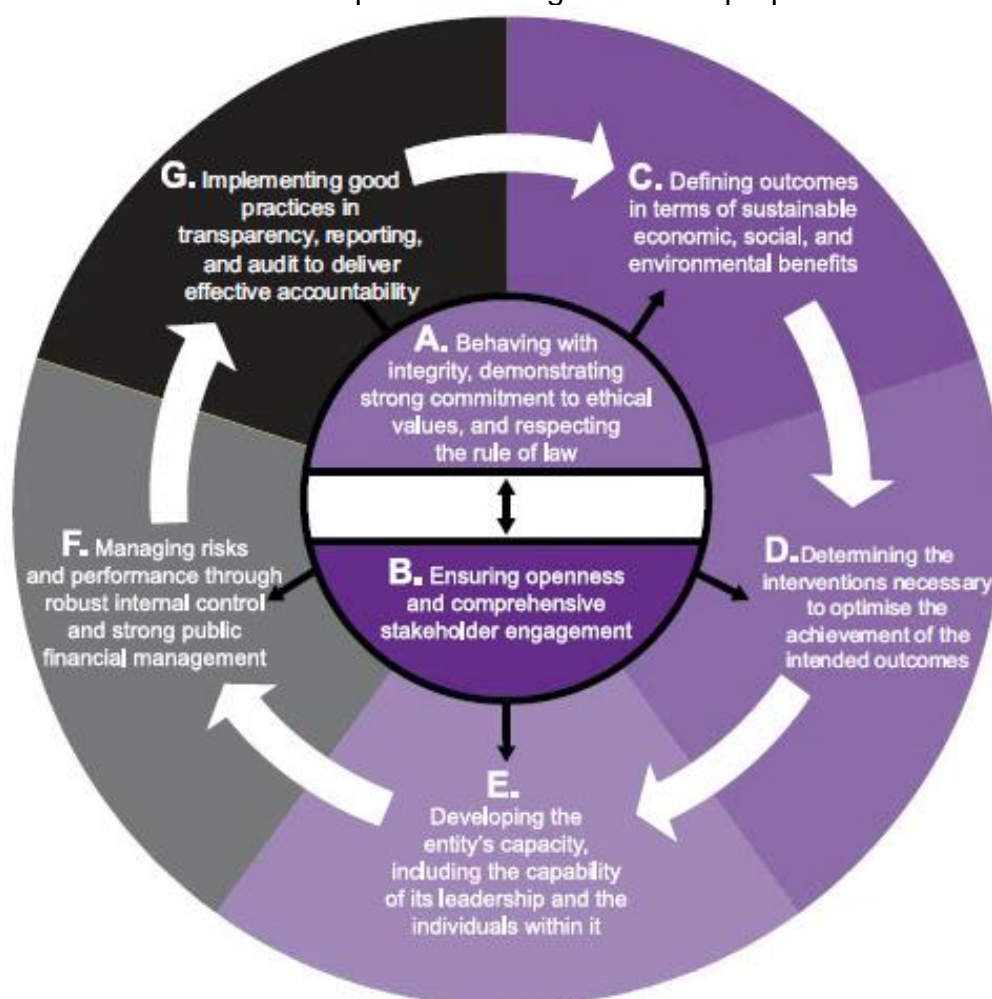 G. Implementing good
practices in
transparency, reporting,
and audit to deliver
effective accountability
C. Defining outcomes
in terms of sustainable
economic, social, and
environmental benefits
A. Behaving with
integrity, demonstrating
strong commitment to ethical
values, and respecting
the rule of law
B. Ensuring openness
and comprehensive
stakeholder engagement
D. Determining the
interventions necessary
to optimise the
achievement of the
intended outcomes
E.
Developing the
entity's capacity,
including the capability
of its leadership and the
individuals within it
F. Managing risks
and performance through
robust internal control
and strong public
financial management